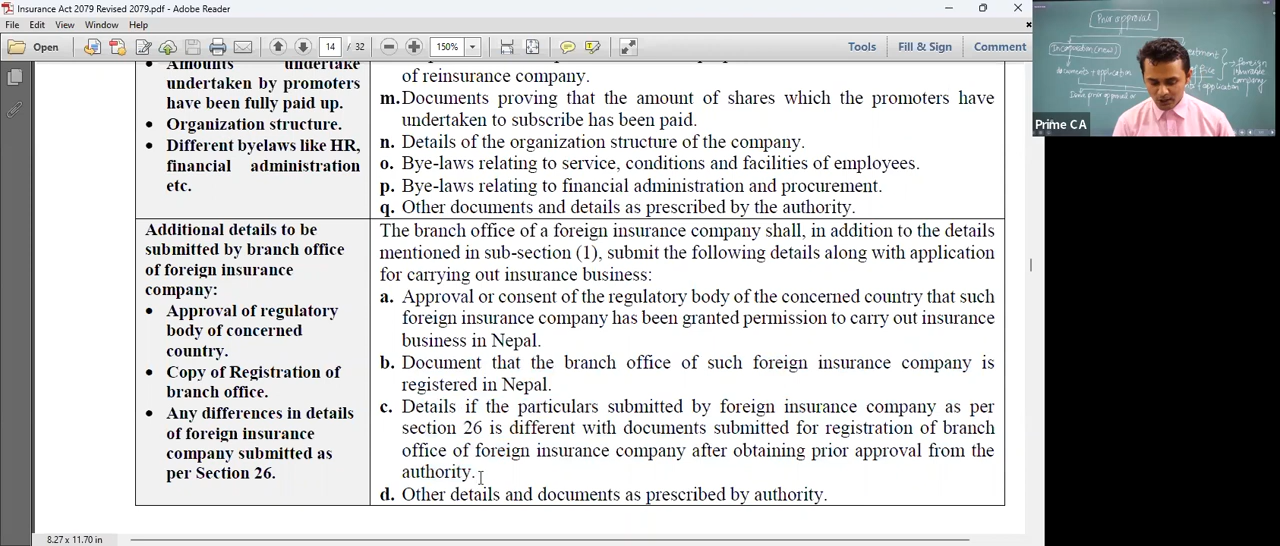 Insurance Act 2079 Revised 2079.pdf - Adobe Reader
File Edit View Window Help
Open 14 / 32 150% Tools Fill & Sign Comment
Amounts undertake
undertaken by promoters
have been fully paid up.
• Organization structure.
• Different byelaws like HR,
financial administration
etc.
of reinsurance company.
m. Documents proving that the amount of shares which the promoters have
undertaken to subscribe has been paid.
n. Details of the organization structure of the company.
o. Bye-laws relating to service, conditions and facilities of employees.
p. Bye-laws relating to financial administration and procurement.
q. Other documents and details as prescribed by the authority.
Additional details to be
submitted by branch office
of foreign insurance
company:
• Approval of regulatory
body of concerned
country.
• Copy of Registration of
branch office.
• Any differences in details
of foreign insurance
company submitted as
per Section 26.
The branch office of a foreign insurance company shall, in addition to the details
mentioned in sub-section (1), submit the following details along with application
for carrying out insurance business:
a. Approval or consent of the regulatory body of the concerned country that such
foreign insurance company has been granted permission to carry out insurance
business in Nepal.
b. Document that the branch office of such foreign insurance company is
registered in Nepal.
c. Details if the particulars submitted by foreign insurance company as per
section 26 is different with documents submitted for registration of branch
office of foreign insurance company after obtaining prior approval from the
authority.
d. Other details and documents as prescribed by authority.
8.27 x 11.70 in
Prior approval
Incorporation (new)
documents + application
foreign
insurance
company
Prime CA